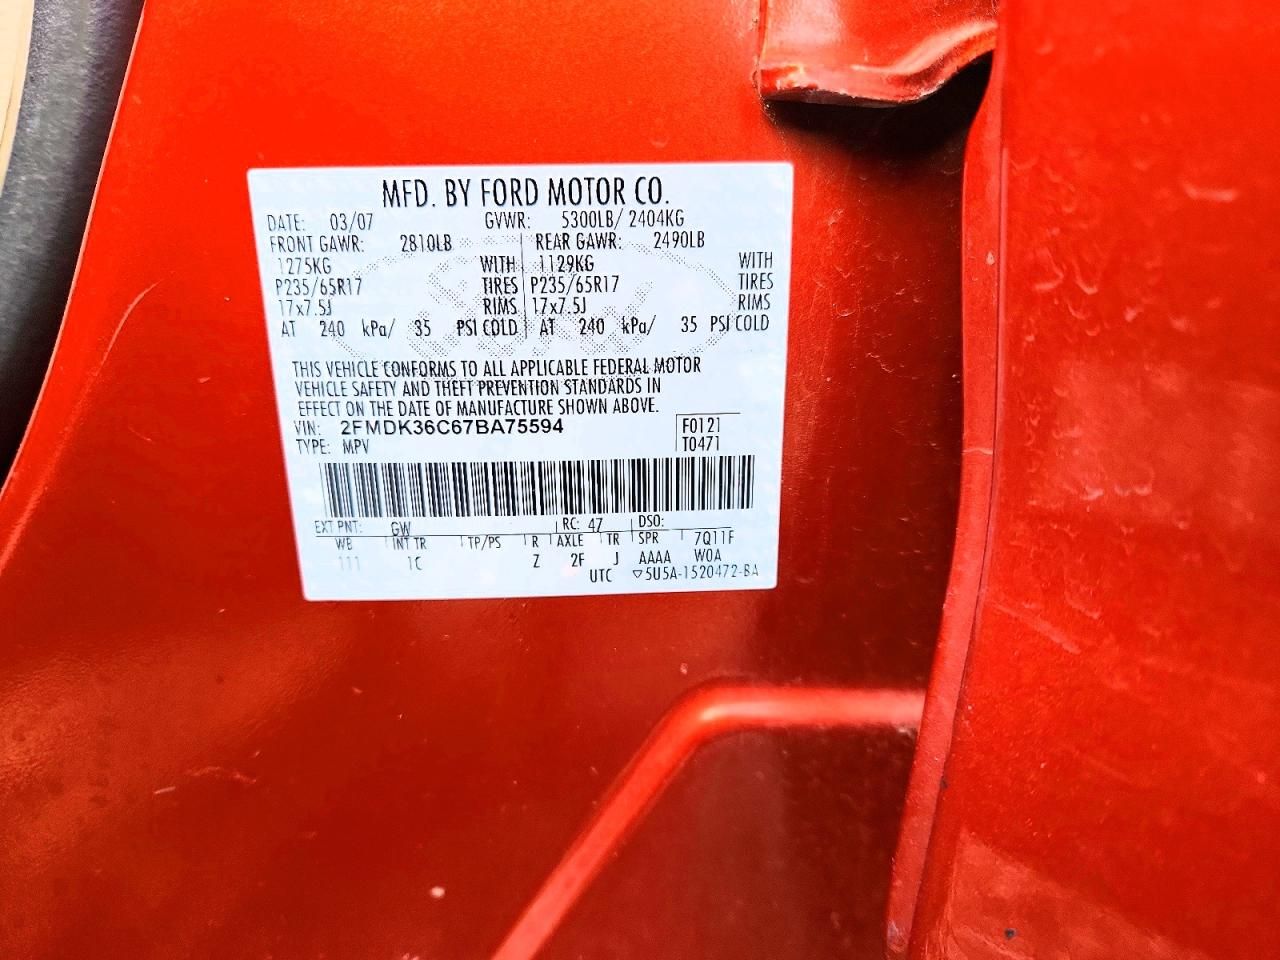 MFD. BY FORD MOTOR CO.
DATE: 03/07 GVWR: 5300LB/ 2404KG
FRONT GAWR: 2810LB REAR GAWR: 2490LB
1275KG WITH 1129KG WITH
P235/65R17 TIRES P235/65R17 TIRES
17x7.5J RIMS 17x7.5J RIMS
AT 240 kPa/ 35 PSI COLD AT 240 kPa/ 35 PSI COLD
THIS VEHICLE CONFORMS TO ALL APPLICABLE FEDERAL MOTOR
VEHICLE SAFETY AND THEFT PREVENTION STANDARDS IN
EFFECT ON THE DATE OF MANUFACTURE SHOWN ABOVE.
VIN: 2FMDK36C67BA75594 F0121
TYPE: MPV T0471
EXT PNT: GW RC: 47 DSO:
WB INT TR TP/PS R AXLE TR SPR 7Q11F
111 1C Z 2F J AAAA W0A
UTC ▽5U5A-1520472-BA